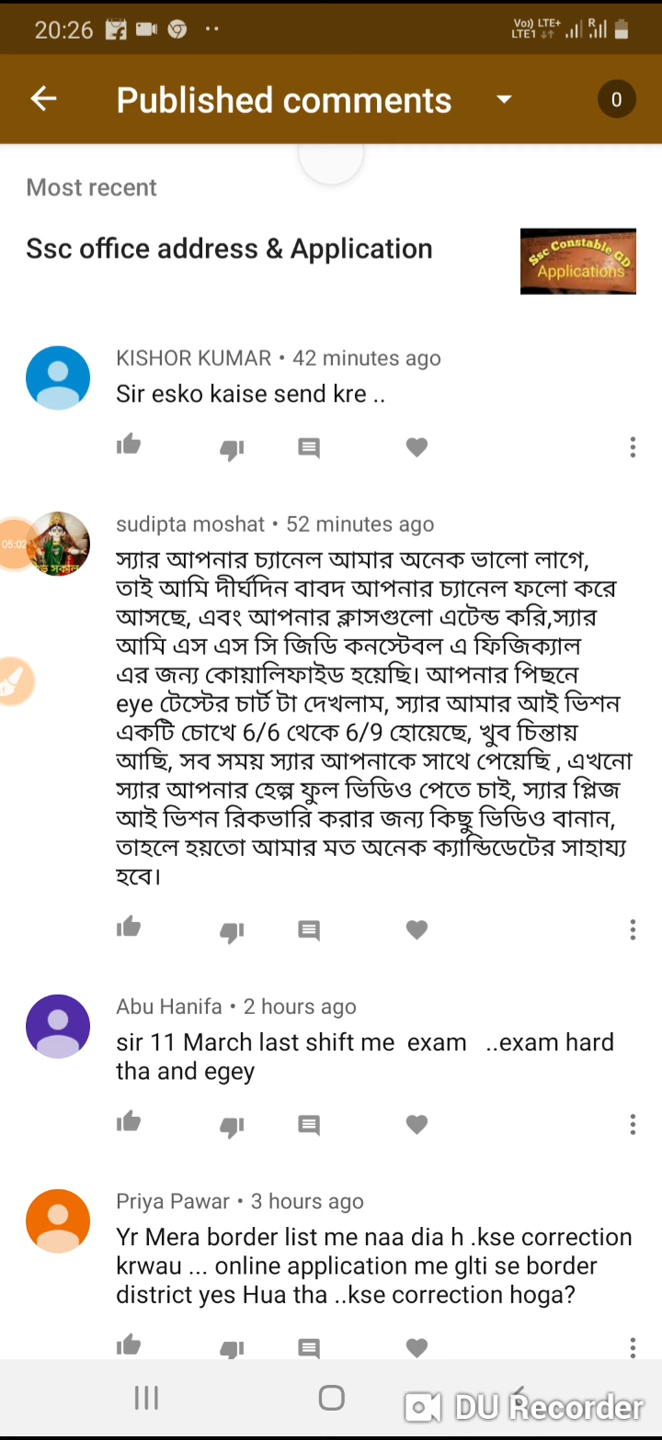 20:26
Vo)) LTE+
LTE1
R
Published comments
0
Most recent
Ssc office address & Application
Ssc Constable GD
Applications
KISHOR KUMAR • 42 minutes ago
Sir esko kaise send kre ..
sudipta moshat • 52 minutes ago
05:02
সকাল
স্যার আপনার চ্যানেল আমার অনেক ভালো লাগে,
তাই আমি দীর্ঘদিন বাবদ আপনার চ্যানেল ফলো করে
আসছে, এবং আপনার ক্লাসগুলো এটেন্ড করি,স্যার
আমি এস এস সি জিডি কনস্টেবল এ ফিজিক্যাল
এর জন্য কোয়ালিফাইড হয়েছি। আপনার পিছনে
eye টেস্টের চার্ট টা দেখলাম, স্যার আমার আই ভিশন
একটি চোখে 6/6 থেকে 6/9 হোয়েছে, খুব চিন্তায়
আছি, সব সময় স্যার আপনাকে সাথে পেয়েছি , এখনো
স্যার আপনার হেল্প ফুল ভিডিও পেতে চাই, স্যার প্লিজ
আই ভিশন রিকভারি করার জন্য কিছু ভিডিও বানান,
তাহলে হয়তো আমার মত অনেক ক্যান্ডিডেটের সাহায্য
হবে।
Abu Hanifa • 2 hours ago
sir 11 March last shift me exam ..exam hard
tha and egey
Priya Pawar • 3 hours ago
Yr Mera border list me naa dia h .kse correction
krwau ... online application me glti se border
district yes Hua tha ..kse correction hoga?
DU Recorder